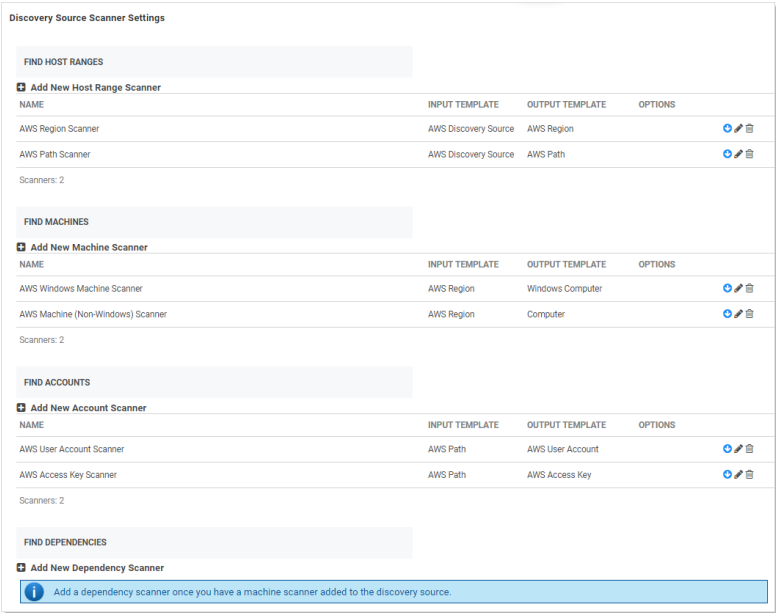 Discovery Source Scanner Settings
FIND HOST RANGES
Add New Host Range Scanner
NAME INPUT TEMPLATE OUTPUT TEMPLATE OPTIONS
AWS Region Scanner AWS Discovery Source AWS Region
AWS Path Scanner AWS Discovery Source AWS Path
Scanners: 2
FIND MACHINES
Add New Machine Scanner
NAME INPUT TEMPLATE OUTPUT TEMPLATE OPTIONS
AWS Windows Machine Scanner AWS Region Windows Computer
AWS Machine (Non-Windows) Scanner AWS Region Computer
Scanners: 2
FIND ACCOUNTS
Add New Account Scanner
NAME INPUT TEMPLATE OUTPUT TEMPLATE OPTIONS
AWS User Account Scanner AWS Path AWS User Account
AWS Access Key Scanner AWS Path AWS Access Key
Scanners: 2
FIND DEPENDENCIES
Add New Dependency Scanner
Add a dependency scanner once you have a machine scanner added to the discovery source.